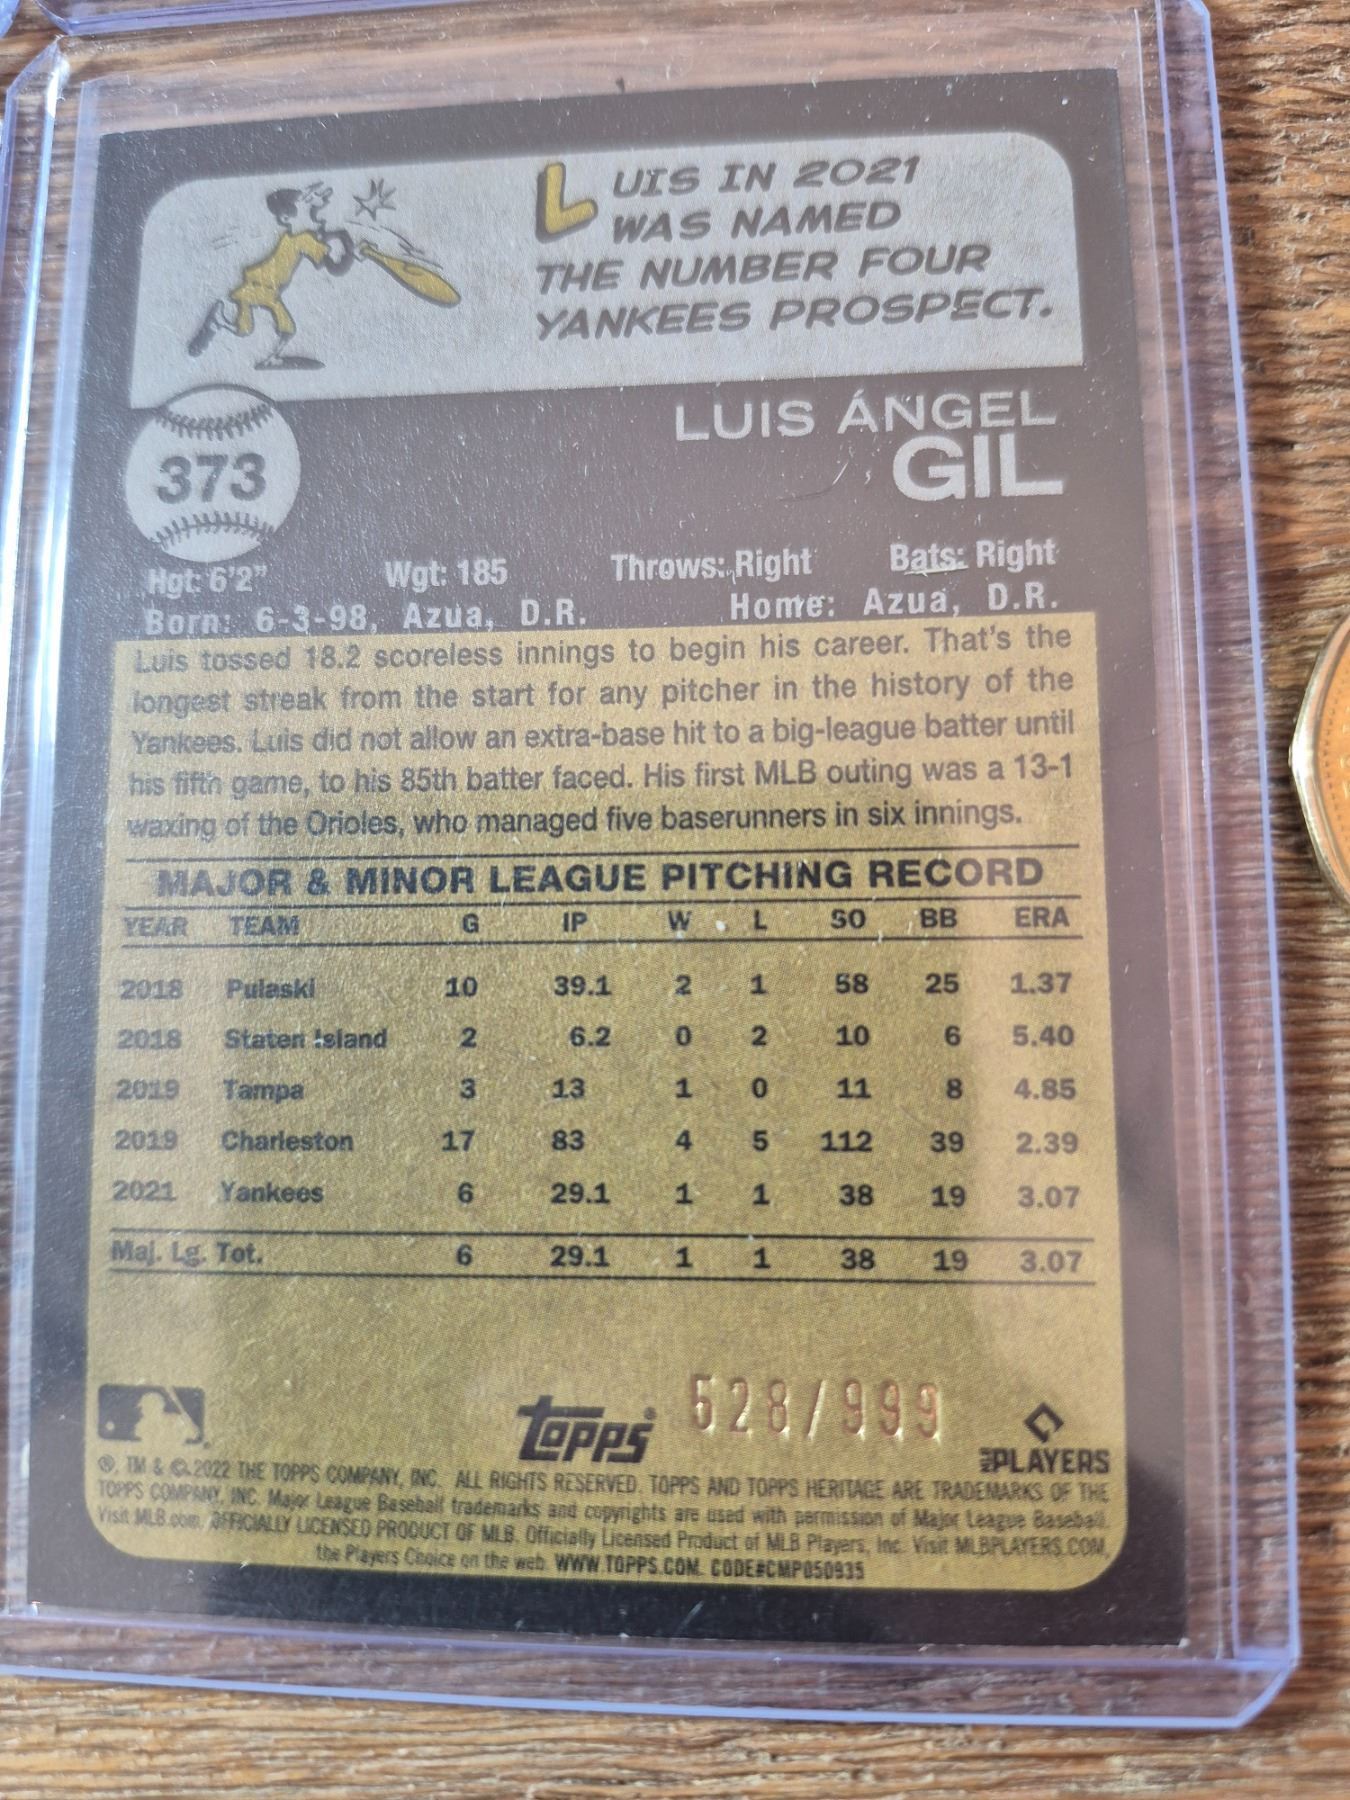 LUIS IN 2021
WAS NAMED
THE NUMBER FOUR
YANKEES PROSPECT.
LUIS ÁNGEL
GIL
373
Hgt: 6'2" Wgt: 185 Throws: Right Bats: Right
Born: 6-3-98, Azua, D.R. Home: Azua, D.R.
Luis tossed 18.2 scoreless innings to begin his career. That's the
longest streak from the start for any pitcher in the history of the
Yankees. Luis did not allow an extra-base hit to a big-league batter until
his fifth game, to his 85th batter faced. His first MLB outing was a 13-1
waxing of the Orioles, who managed five baserunners in six innings.
MAJOR & MINOR LEAGUE PITCHING RECORD
YEAR TEAM G IP W L SO BB ERA
2018 Pulaski 10 39.1 2 1 58 25 1.37
2018 Staten Island 2 6.2 0 2 10 6 5.40
2019 Tampa 3 13 1 0 11 8 4.85
2019 Charleston 17 83 4 5 112 39 2.39
2021 Yankees 6 29.1 1 1 38 19 3.07
Maj. Lg. Tot. 6 29.1 1 1 38 19 3.07
topps® 528/999 MLB PLAYERS
®, TM & © 2022 THE TOPPS COMPANY, INC. ALL RIGHTS RESERVED. TOPPS AND TOPPS HERITAGE ARE TRADEMARKS OF THE
TOPPS COMPANY, INC. Major League Baseball trademarks and copyrights are used with permission of Major League Baseball.
Visit MLB.com. OFFICIALLY LICENSED PRODUCT OF MLB. Officially Licensed Product of MLB Players, Inc. Visit MLBPLAYERS.COM,
the Players Choice on the web. WWW.TOPPS.COM. CODE#CMP050935